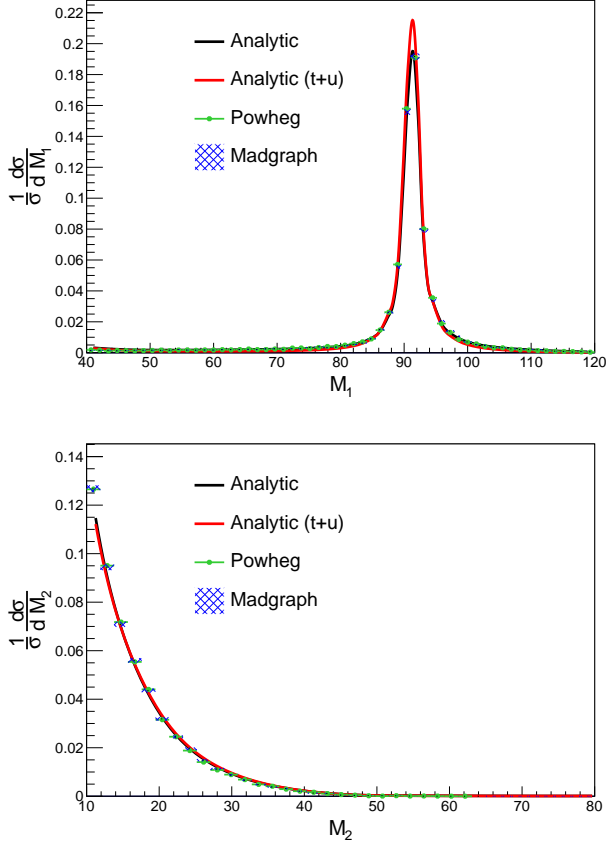 0.22
0.2
0.18
0.16
0.14
0.12
0.1
0.08
0.06
0.04
0.02
0
1/σ dσ/d M₁
Analytic
Analytic (t+u)
Powheg
Madgraph
40 50 60 70 80 90 100 110 120
M₁
0.14
0.12
0.1
0.08
0.06
0.04
0.02
0
1/σ dσ/d M₂
Analytic
Analytic (t+u)
Powheg
Madgraph
10 20 30 40 50 60 70 80
M₂